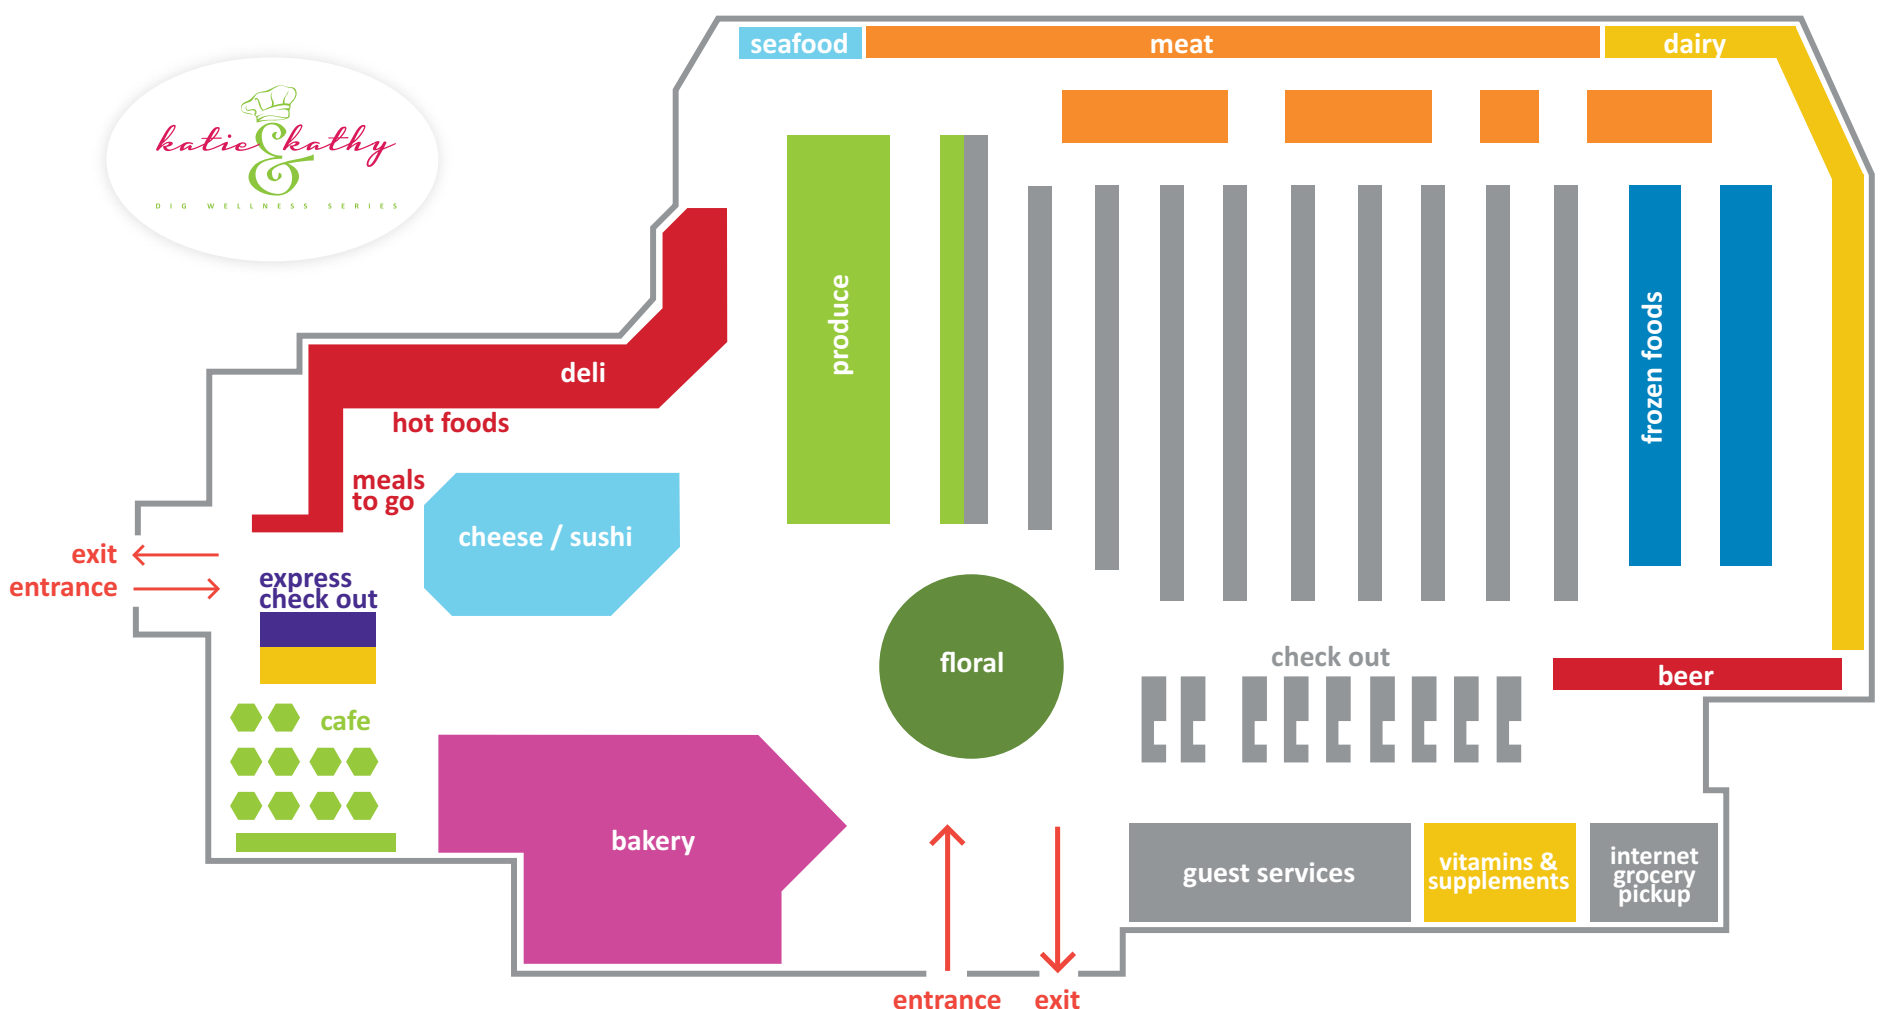 seafood
meat
dairy
katie & kathy
DIG WELLNESS SERIES
produce
frozen foods
deli
hot foods
meals
to go
cheese / sushi
exit
entrance
express
check out
floral
check out
beer
cafe
bakery
guest services
vitamins &
supplements
internet
grocery
pickup
entrance
exit